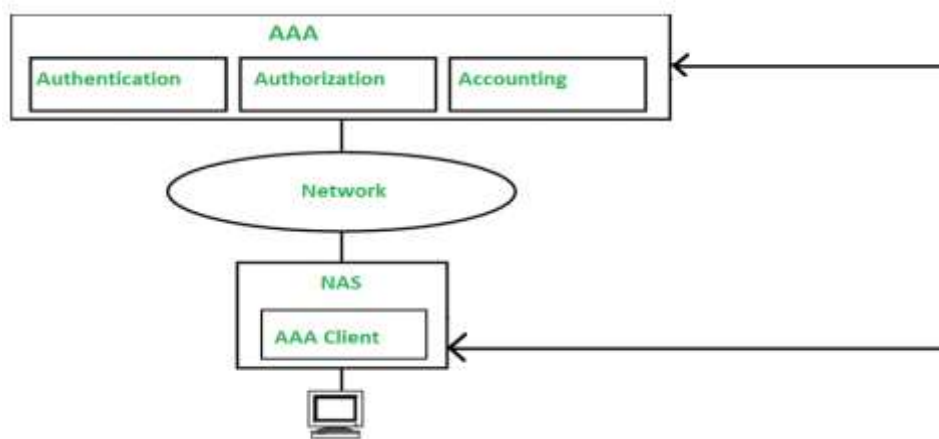 AAA
Authentication
Authorization
Accounting
Network
NAS
AAA Client